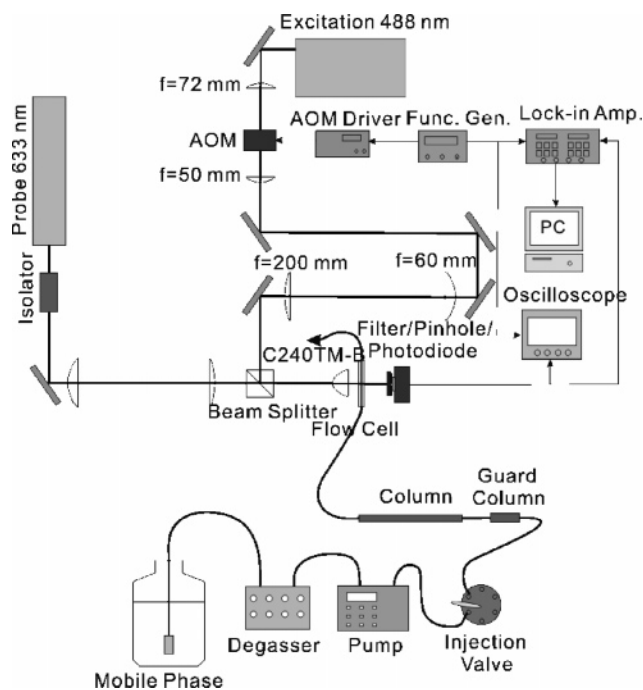 Excitation 488 nm
f=72 mm
Probe 633 nm
AOM Driver
Func. Gen.
Lock-in Amp.
AOM
f=50 mm
PC
Isolator
f=200 mm
f=60 mm
Oscilloscope
C240TM-B
Filter/Pinhole/
Photodiode
Beam Splitter
Flow Cell
Column
Guard
Column
Degasser
Pump
Injection
Valve
Mobile Phase